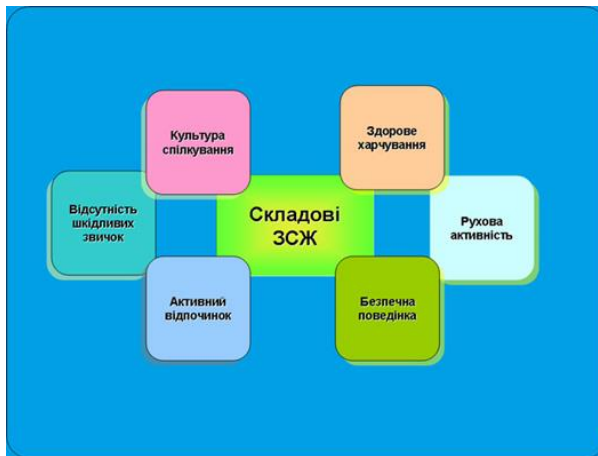 Культура
спілкування
Здорове
харчування
Відсутність
шкідливих
звичок
Складові
ЗСЖ
Рухова
активність
Активний
відпочинок
Безпечна
поведінка